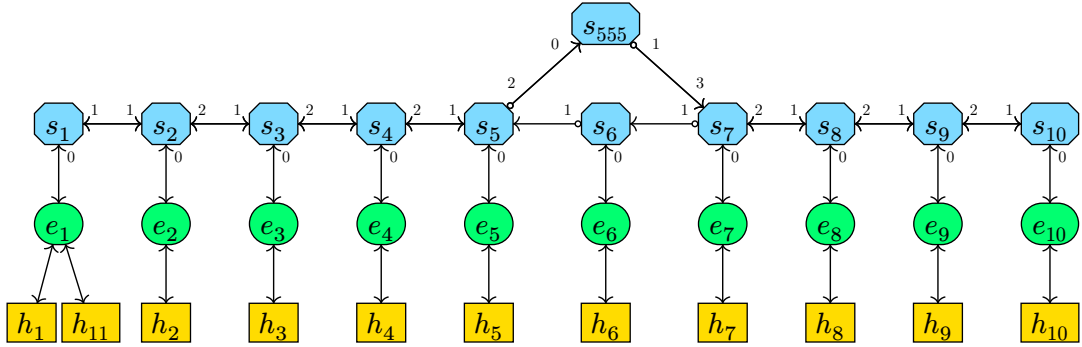 s555
0 1
2 3
1 1 2 1 2 1 2 1 1 1 2 1 2 1 2 1
s1 s2 s3 s4 s5 s6 s7 s8 s9 s10
0 0 0 0 0 0 0 0 0 0
e1 e2 e3 e4 e5 e6 e7 e8 e9 e10
h1 h11 h2 h3 h4 h5 h6 h7 h8 h9 h10